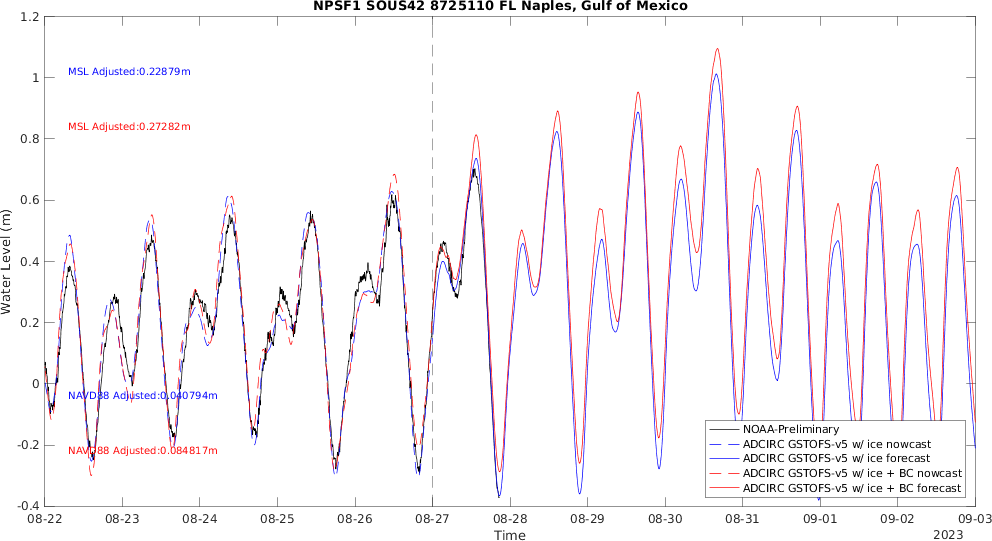 NPSF1 SOUS42 8725110 FL Naples, Gulf of Mexico
1.2
1
0.8
0.6
0.4
0.2
0
-0.2
-0.4
Water Level (m)
MSL Adjusted:0.22879m
MSL Adjusted:0.27282m
NAVD88 Adjusted:0.040794m
NAVD88 Adjusted:0.084817m
NOAA-Preliminary
ADCIRC GSTOFS-v5 w/ ice nowcast
ADCIRC GSTOFS-v5 w/ ice forecast
ADCIRC GSTOFS-v5 w/ ice + BC nowcast
ADCIRC GSTOFS-v5 w/ ice + BC forecast
08-22 08-23 08-24 08-25 08-26 08-27 08-28 08-29 08-30 08-31 09-01 09-02 09-03
Time
2023